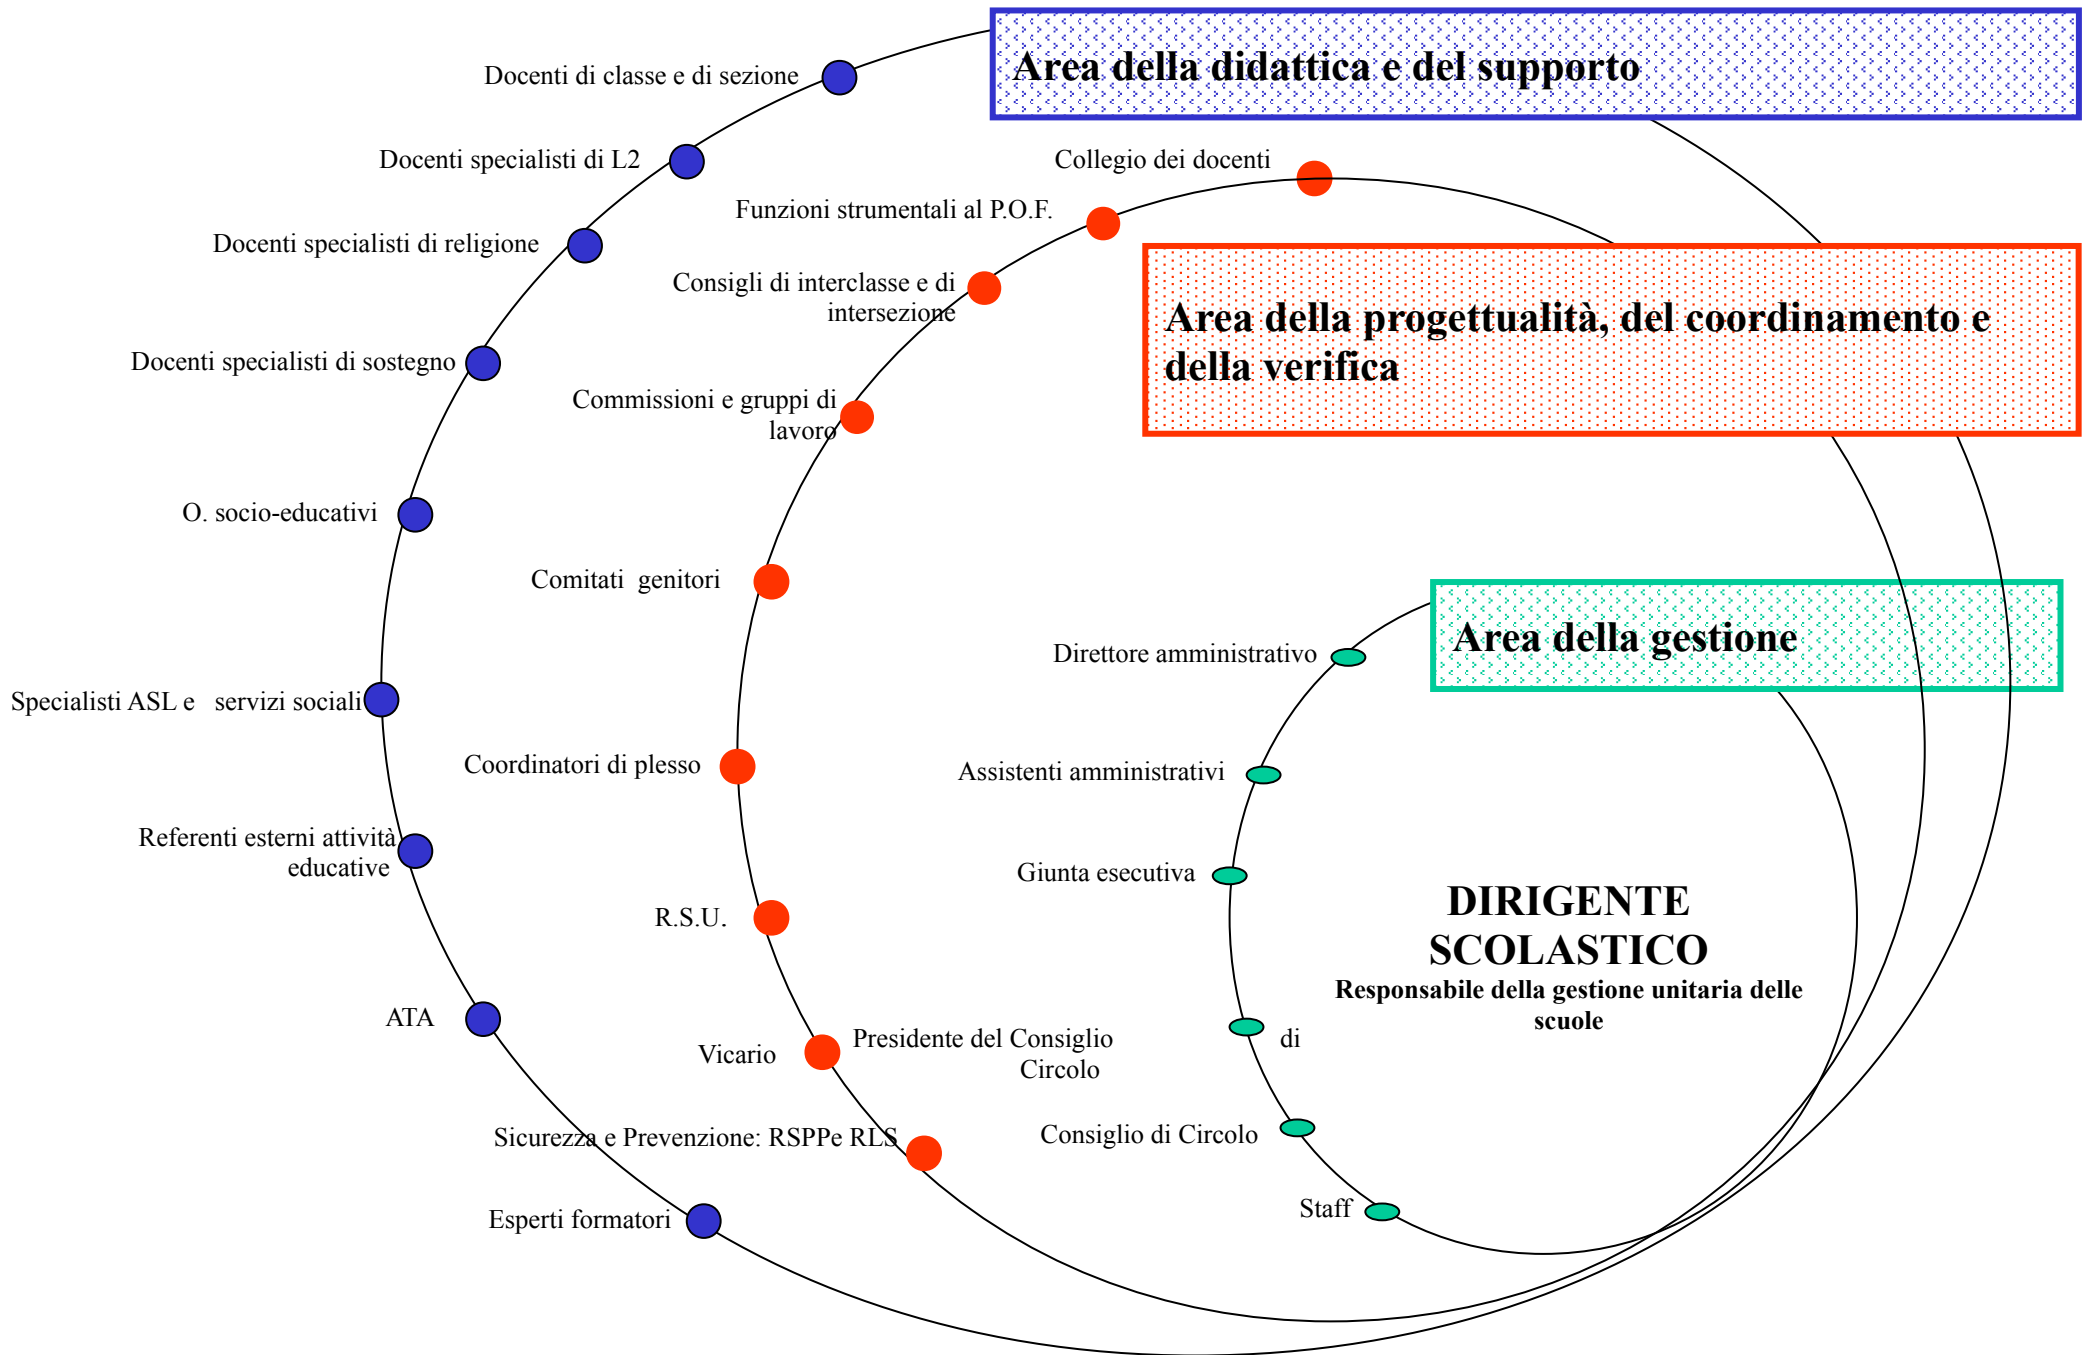 Area della didattica e del supporto
Docenti di classe e di sezione
Docenti specialisti di L2
Docenti specialisti di religione
Docenti specialisti di sostegno
O. socio-educativi
Specialisti ASL e   servizi sociali
Referenti esterni attività
educative
ATA
Esperti formatori
Collegio dei docenti
Funzioni strumentali al P.O.F.
Consigli di interclasse e di
intersezione
Area della progettualità, del coordinamento e
della verifica
Commissioni e gruppi di
lavoro
Comitati  genitori
Coordinatori di plesso
R.S.U.
Vicario
Sicurezza e Prevenzione: RSPPe RLS
Area della gestione
Direttore amministrativo
Assistenti amministrativi
Giunta esecutiva
Presidente del Consiglio di
Circolo
Consiglio di Circolo
Staff
DIRIGENTE
SCOLASTICO
Responsabile della gestione unitaria delle
scuole